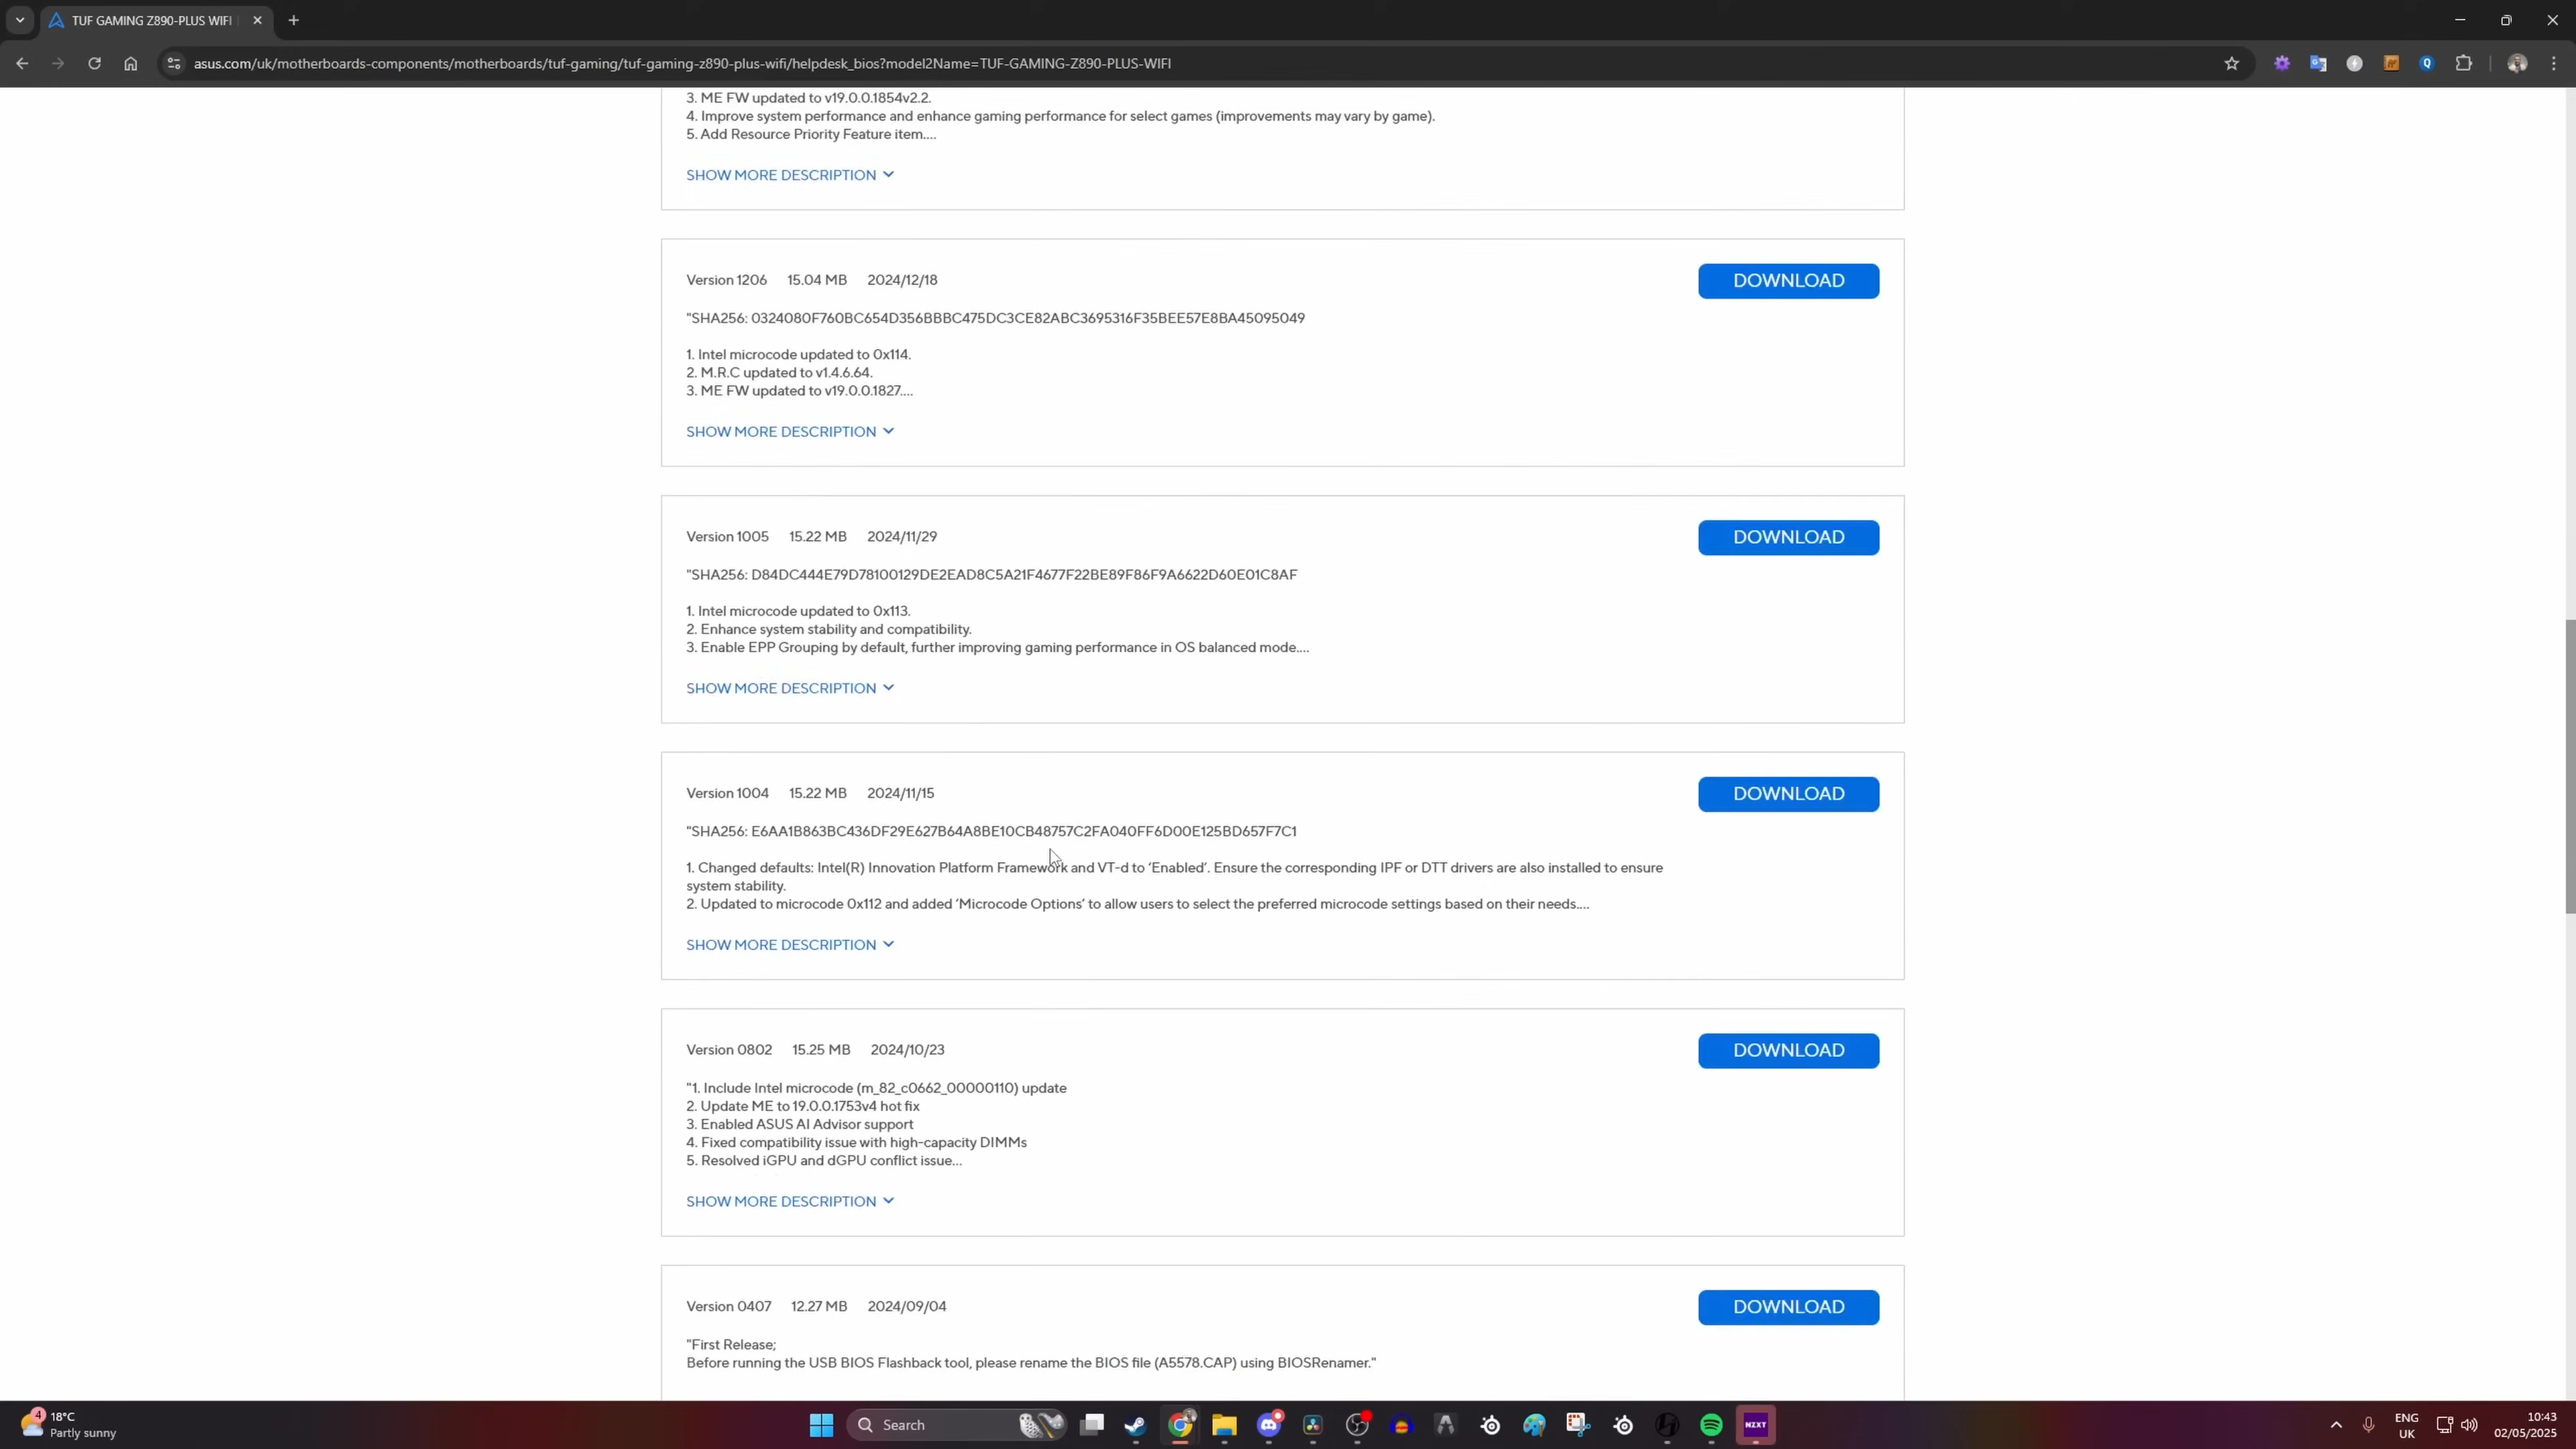 TUF GAMING Z890-PLUS WIFI
asus.com/uk/motherboards-components/motherboards/tuf-gaming/tuf-gaming-z890-plus-wifi/helpdesk_bios?model2Name=TUF-GAMING-Z890-PLUS-WIFI
3. ME FW updated to v19.0.0.1854v2.2.
4. Improve system performance and enhance gaming performance for select games (improvements may vary by game).
5. Add Resource Priority Feature item....
SHOW MORE DESCRIPTION
Version 1206 15.04 MB 2024/12/18 DOWNLOAD
"SHA256: 0324080F760BC654D356BBBC475DC3CE82ABC3695316F35BEE57E8BA45095049
1. Intel microcode updated to 0x114.
2. M.R.C updated to v1.4.6.64.
3. ME FW updated to v19.0.0.1827....
SHOW MORE DESCRIPTION
Version 1005 15.22 MB 2024/11/29 DOWNLOAD
"SHA256: D84DC444E79D78100129DE2EAD8C5A21F4677F22BE89F86F9A6622D60E01C8AF
1. Intel microcode updated to 0x113.
2. Enhance system stability and compatibility.
3. Enable EPP Grouping by default, further improving gaming performance in OS balanced mode....
SHOW MORE DESCRIPTION
Version 1004 15.22 MB 2024/11/15 DOWNLOAD
"SHA256: E6AA1B863BC436DF29E627B64A8BE10CB48757C2FA040FF6D00E125BD657F7C1
1. Changed defaults: Intel(R) Innovation Platform Framework and VT-d to ‘Enabled’. Ensure the corresponding IPF or DTT drivers are also installed to ensure
system stability.
2. Updated to microcode 0x112 and added ‘Microcode Options’ to allow users to select the preferred microcode settings based on their needs....
SHOW MORE DESCRIPTION
Version 0802 15.25 MB 2024/10/23 DOWNLOAD
"1. Include Intel microcode (m_82_c0662_00000110) update
2. Update ME to 19.0.0.1753v4 hot fix
3. Enabled ASUS AI Advisor support
4. Fixed compatibility issue with high-capacity DIMMs
5. Resolved iGPU and dGPU conflict issue...
SHOW MORE DESCRIPTION
Version 0407 12.27 MB 2024/09/04 DOWNLOAD
"First Release;
Before running the USB BIOS Flashback tool, please rename the BIOS file (A5578.CAP) using BIOSRenamer."
4
18°C
Partly sunny
Search
NZXT
ENG
UK
10:43
02/05/2025